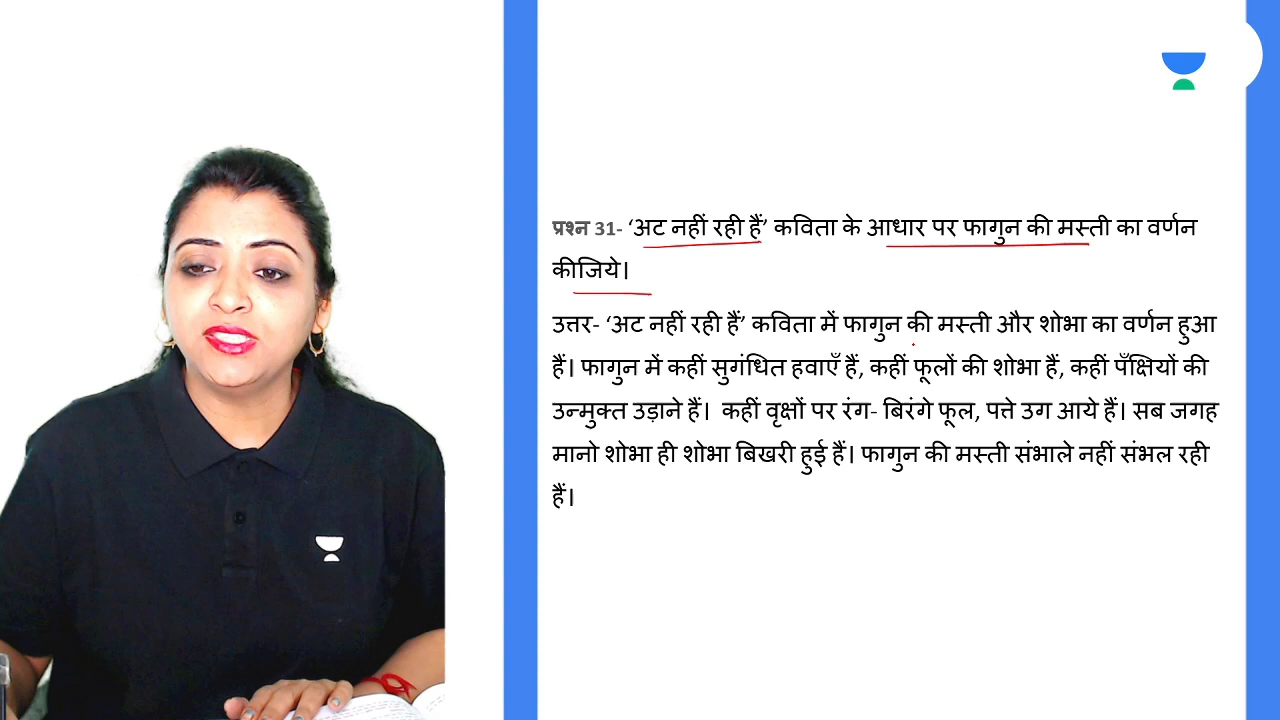 प्रश्न 31- ‘अट नहीं रही हैं’ कविता के आधार पर फागुन की मस्ती का वर्णन
कीजिये।
उत्तर- ‘अट नहीं रही हैं’ कविता में फागुन की मस्ती और शोभा का वर्णन हुआ
हैं। फागुन में कहीं सुगंधित हवाएँ हैं, कहीं फूलों की शोभा हैं, कहीं पँक्षियों की
उन्मुक्त उड़ाने हैं। कहीं वृक्षों पर रंग- बिरंगे फूल, पत्ते उग आये हैं। सब जगह
मानो शोभा ही शोभा बिखरी हुई हैं। फागुन की मस्ती संभाले नहीं संभल रही
हैं।